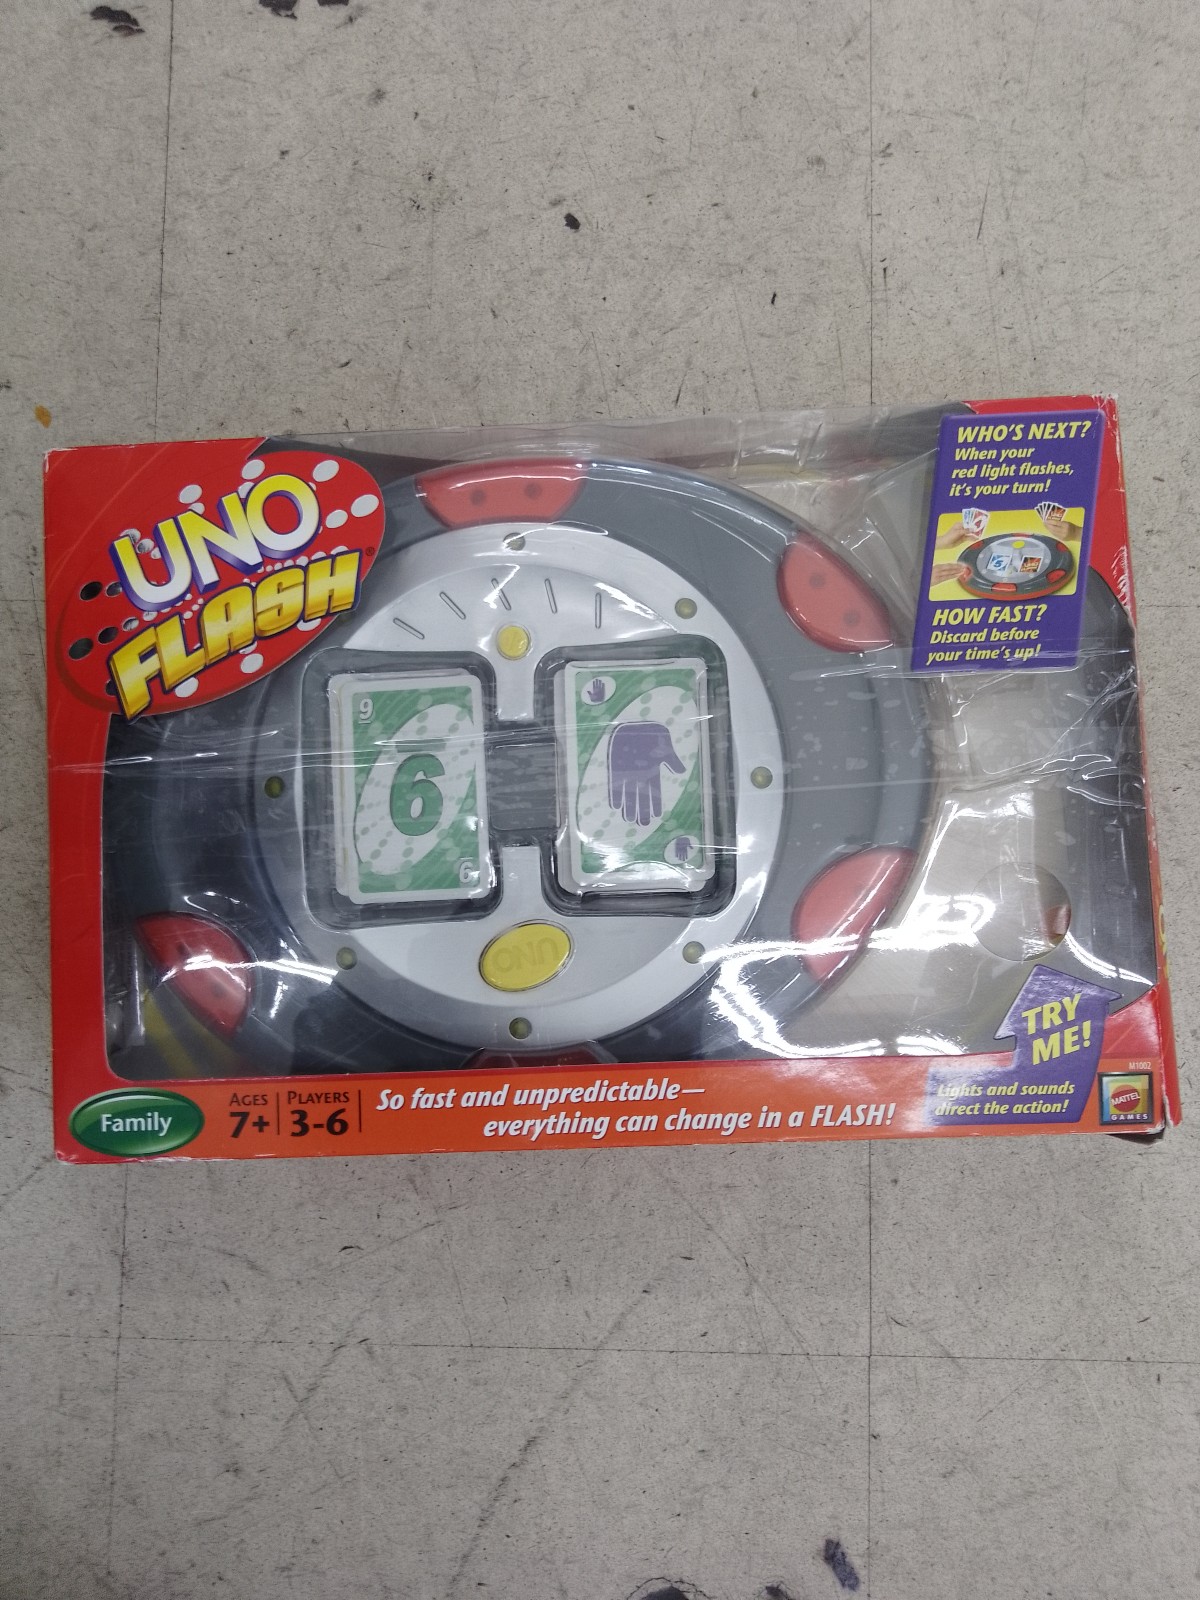 UNO
FLASH®
WHO'S NEXT?
When your
red light flashes,
it's your turn!
HOW FAST?
Discard before
your time's up!
9
6
6
UNO
TRY
ME!
Lights and sounds
direct the action!
Family
AGES
7+
PLAYERS
3-6
So fast and unpredictable—
everything can change in a FLASH!
M1002
MATTEL
GAMES